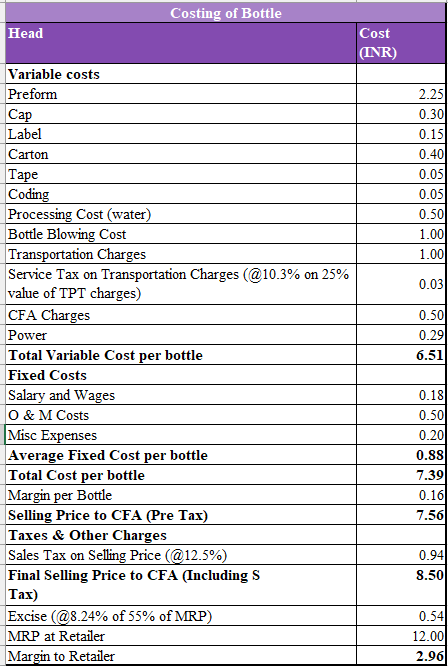 Costing of Bottle
Head Cost
(INR)
Variable costs
Preform 2.25
Cap 0.30
Label 0.15
Carton 0.40
Tape 0.05
Coding 0.05
Processing Cost (water) 0.50
Bottle Blowing Cost 1.00
Transportation Charges 1.00
Service Tax on Transportation Charges (@10.3% on 25%
value of TPT charges) 0.03
CFA Charges 0.50
Power 0.29
Total Variable Cost per bottle 6.51
Fixed Costs
Salary and Wages 0.18
O & M Costs 0.50
Misc Expenses 0.20
Average Fixed Cost per bottle 0.88
Total Cost per bottle 7.39
Margin per Bottle 0.16
Selling Price to CFA (Pre Tax) 7.56
Taxes & Other Charges
Sales Tax on Selling Price (@12.5%) 0.94
Final Selling Price to CFA (Including S 8.50
Tax)
Excise (@8.24% of 55% of MRP) 0.54
MRP at Retailer 12.00
Margin to Retailer 2.96